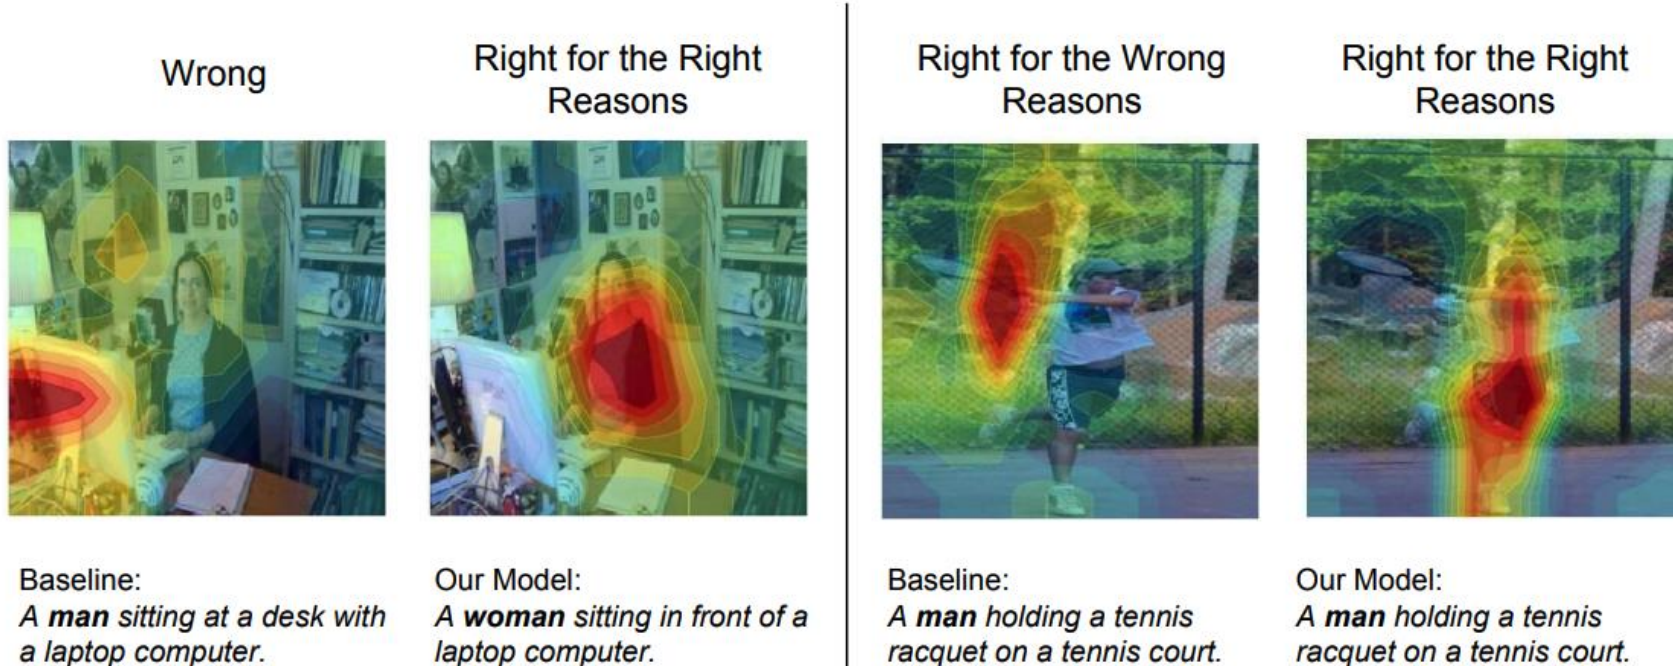 Wrong
Right for the Right
Reasons
Right for the Wrong
Reasons
Right for the Right
Reasons
Baseline:
A man sitting at a desk with
a laptop computer.
Our Model:
A woman sitting in front of a
laptop computer.
Baseline:
A man holding a tennis
racquet on a tennis court.
Our Model:
A man holding a tennis
racquet on a tennis court.